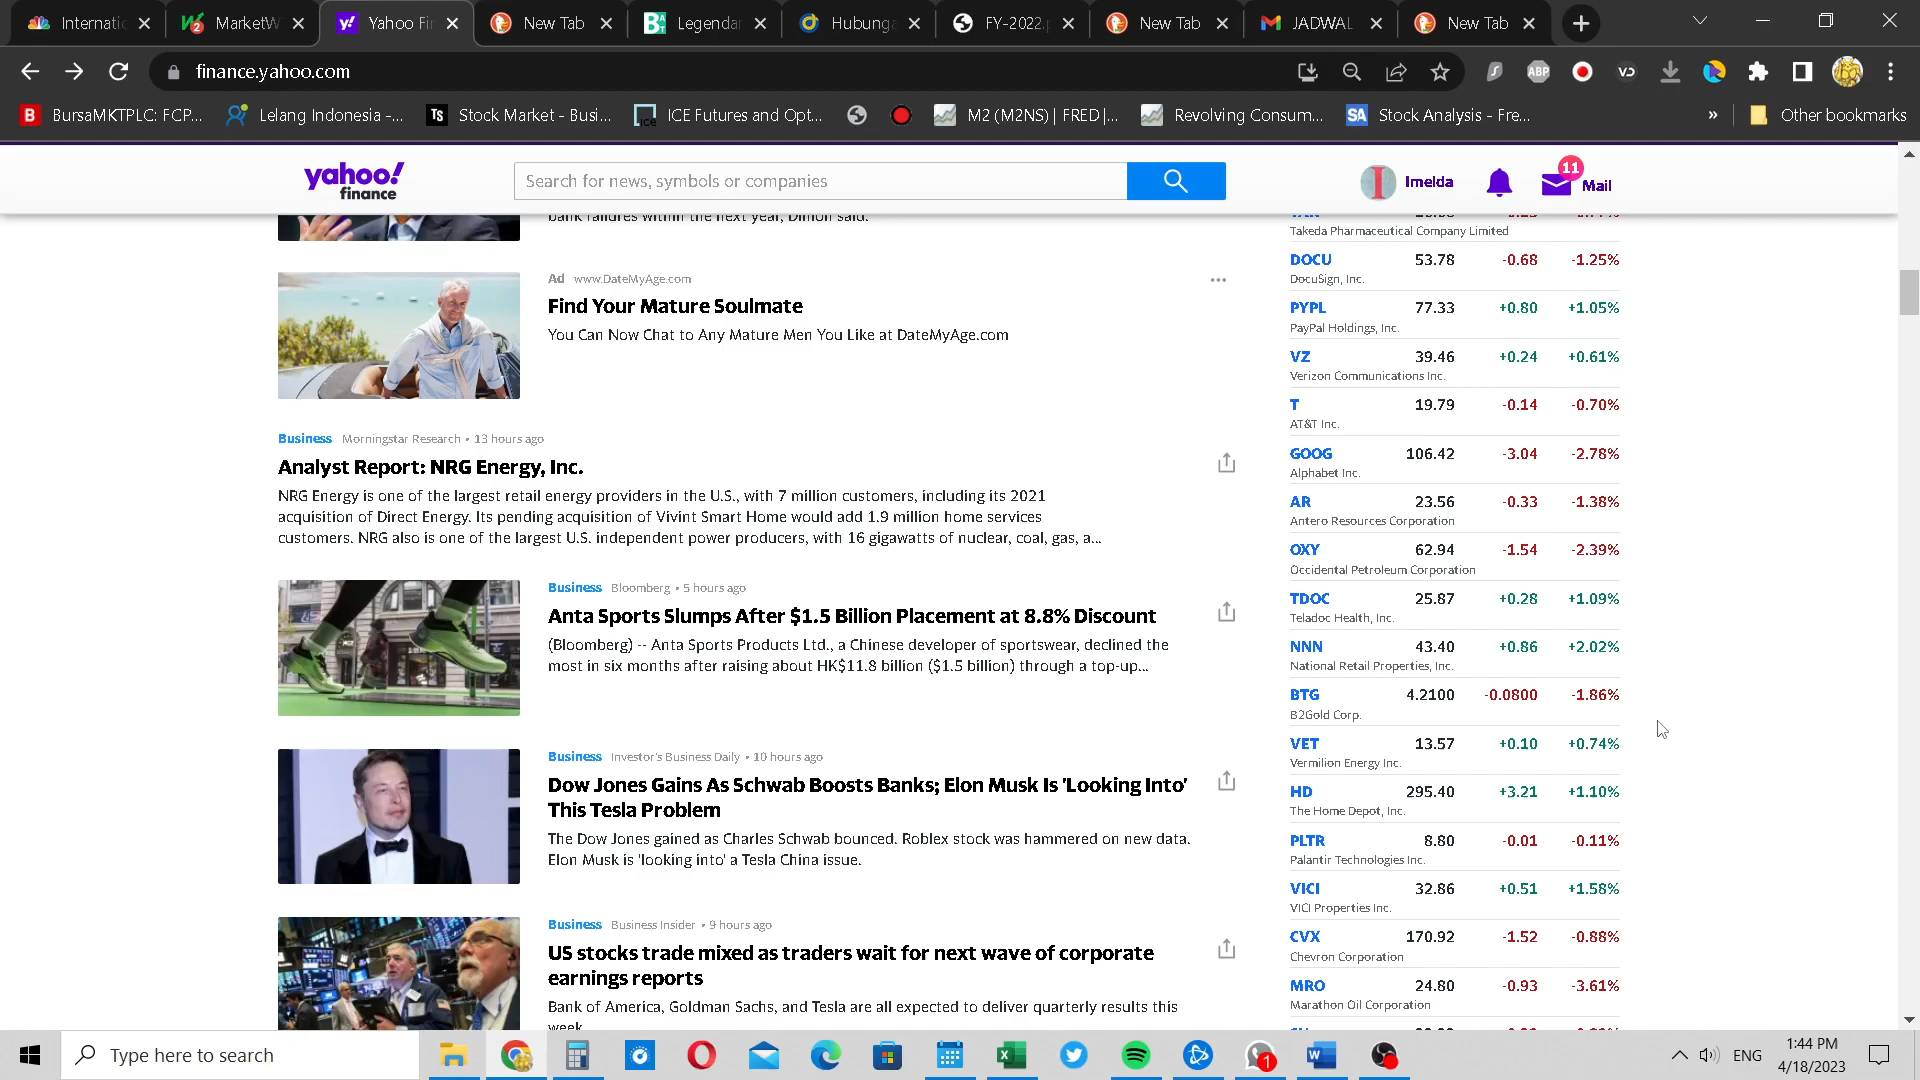 Internatio
MarketW
Yahoo Fin
New Tab
Legendar
Hubunga
FY-2022.p
New Tab
JADWAL
New Tab
finance.yahoo.com
ABP
BursaMKTPLC: FCP...
Lelang Indonesia -...
TS
Stock Market - Busi...
ICE Futures and Opt...
M2 (M2NS) | FRED |...
Revolving Consum...
SA
Stock Analysis - Fre...
»
Other bookmarks
yahoo!
finance
Search for news, symbols or companies
Imelda
11
Mail
bank failures within the next year, Dimon said.
Ad www.DateMyAge.com
Find Your Mature Soulmate
You Can Now Chat to Any Mature Men You Like at DateMyAge.com
Business Morningstar Research • 13 hours ago
Analyst Report: NRG Energy, Inc.
NRG Energy is one of the largest retail energy providers in the U.S., with 7 million customers, including its 2021
acquisition of Direct Energy. Its pending acquisition of Vivint Smart Home would add 1.9 million home services
customers. NRG also is one of the largest U.S. independent power producers, with 16 gigawatts of nuclear, coal, gas, a...
Business Bloomberg • 5 hours ago
Anta Sports Slumps After $1.5 Billion Placement at 8.8% Discount
(Bloomberg) -- Anta Sports Products Ltd., a Chinese developer of sportswear, declined the
most in six months after raising about HK$11.8 billion ($1.5 billion) through a top-up...
Business Investor's Business Daily • 10 hours ago
Dow Jones Gains As Schwab Boosts Banks; Elon Musk Is 'Looking Into'
This Tesla Problem
The Dow Jones gained as Charles Schwab bounced. Roblex stock was hammered on new data.
Elon Musk is 'looking into' a Tesla China issue.
Business Business Insider • 9 hours ago
US stocks trade mixed as traders wait for next wave of corporate
earnings reports
Bank of America, Goldman Sachs, and Tesla are all expected to deliver quarterly results this
week.
Takeda Pharmaceutical Company Limited
DOCU 53.78 -0.68 -1.25%
DocuSign, Inc.
PYPL 77.33 +0.80 +1.05%
PayPal Holdings, Inc.
VZ 39.46 +0.24 +0.61%
Verizon Communications Inc.
T 19.79 -0.14 -0.70%
AT&T Inc.
GOOG 106.42 -3.04 -2.78%
Alphabet Inc.
AR 23.56 -0.33 -1.38%
Antero Resources Corporation
OXY 62.94 -1.54 -2.39%
Occidental Petroleum Corporation
TDOC 25.87 +0.28 +1.09%
Teladoc Health, Inc.
NNN 43.40 +0.86 +2.02%
National Retail Properties, Inc.
BTG 4.2100 -0.0800 -1.86%
B2Gold Corp.
VET 13.57 +0.10 +0.74%
Vermilion Energy Inc.
HD 295.40 +3.21 +1.10%
The Home Depot, Inc.
PLTR 8.80 -0.01 -0.11%
Palantir Technologies Inc.
VICI 32.86 +0.51 +1.58%
VICI Properties Inc.
CVX 170.92 -1.52 -0.88%
Chevron Corporation
MRO 24.80 -0.93 -3.61%
Marathon Oil Corporation
Type here to search
1
ENG
1:44 PM
4/18/2023